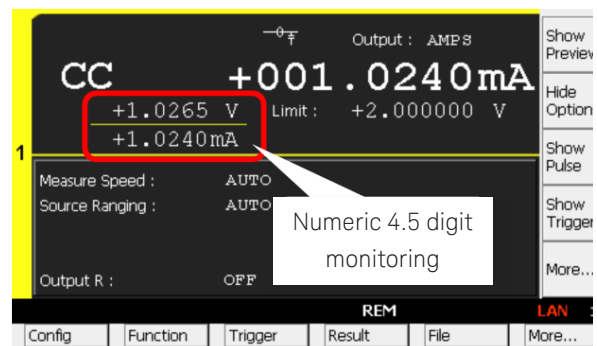 Output : AMPS
CC +001.0240mA
+1.0265 V Limit : +2.000000 V
+1.0240mA
1
Measure Speed : AUTO
Source Ranging : AUTO
Numeric 4.5 digit
monitoring
Output R : OFF
Show
Preview
Hide
Option
Show
Pulse
Show
Trigger
More...
REM LAN
Config Function Trigger Result File More...